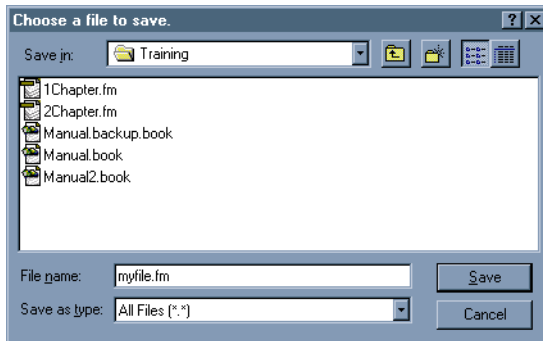 Choose a file to save.
Save in: Training
1Chapter.fm
2Chapter.fm
Manual.backup.book
Manual.book
Manual2.book
File name: myfile.fm Save
Save as type: All Files (*.*) Cancel